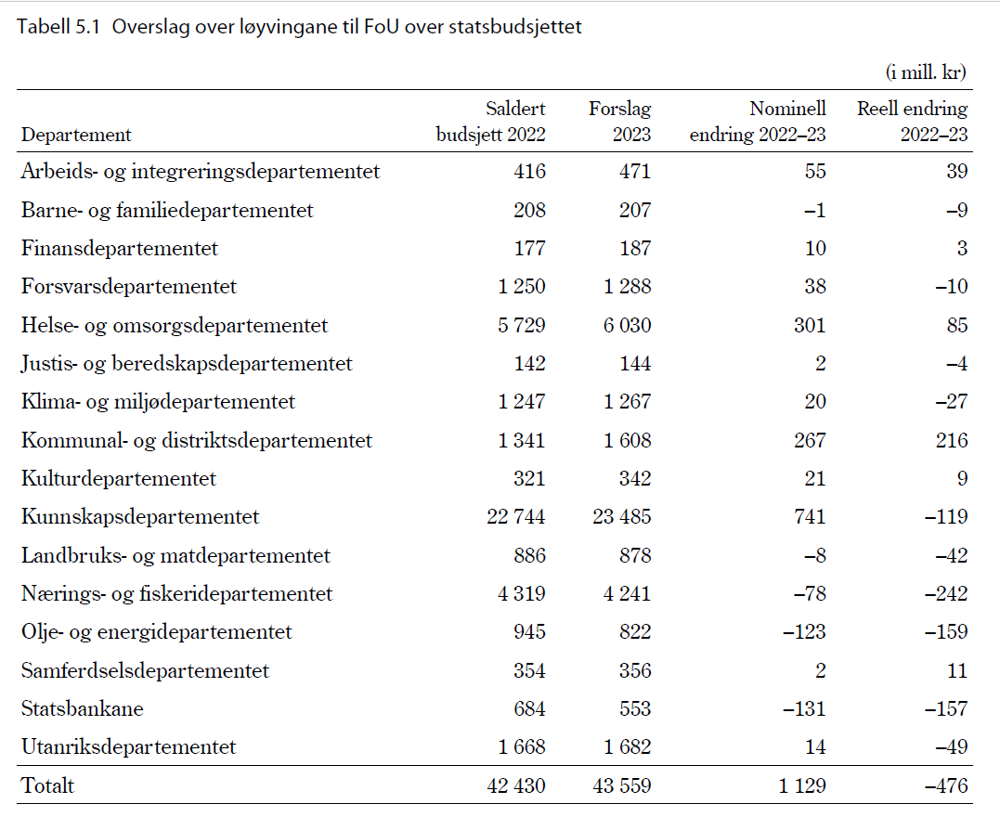 Tabell 5.1 Overslag over løyvingane til FoU over statsbudsjettet
(i mill. kr)
Saldert Forslag Nominell Reell endring
Departement budsjett 2022 2023 endring 2022–23 2022–23
Arbeids- og integreringsdepartementet 416 471 55 39
Barne- og familiedepartementet 208 207 –1 –9
Finansdepartementet 177 187 10 3
Forsvarsdepartementet 1 250 1 288 38 –10
Helse- og omsorgsdepartementet 5 729 6 030 301 85
Justis- og beredskapsdepartementet 142 144 2 –4
Klima- og miljødepartementet 1 247 1 267 20 –27
Kommunal- og distriktsdepartementet 1 341 1 608 267 216
Kulturdepartementet 321 342 21 9
Kunnskapsdepartementet 22 744 23 485 741 –119
Landbruks- og matdepartementet 886 878 –8 –42
Nærings- og fiskeridepartementet 4 319 4 241 –78 –242
Olje- og energidepartementet 945 822 –123 –159
Samferdselsdepartementet 354 356 2 11
Statsbankane 684 553 –131 –157
Utanriksdepartementet 1 668 1 682 14 –49
Totalt 42 430 43 559 1 129 –476